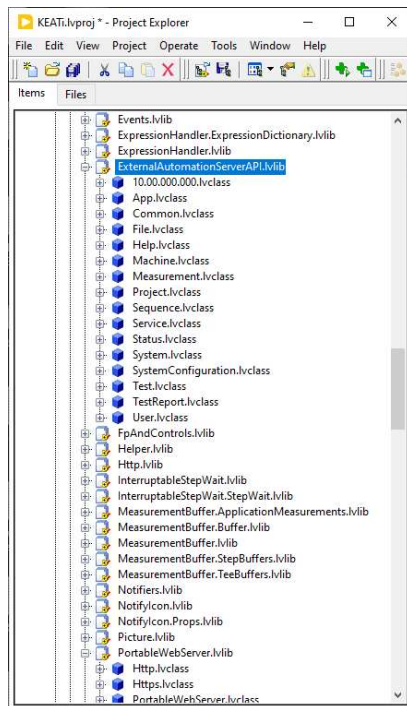 KEATi.lvproj * - Project Explorer
File Edit View Project Operate Tools Window Help
Items Files
Events.lvlib
ExpressionHandler.ExpressionDictionary.lvlib
ExpressionHandler.lvlib
ExternalAutomationServerAPI.lvlib
10.00.000.000.lvclass
App.lvclass
Common.lvclass
File.lvclass
Help.lvclass
Machine.lvclass
Measurement.lvclass
Project.lvclass
Sequence.lvclass
Service.lvclass
Status.lvclass
System.lvclass
SystemConfiguration.lvclass
Test.lvclass
TestReport.lvclass
User.lvclass
FpAndControls.lvlib
Helper.lvlib
Http.lvlib
InterruptableStepWait.lvlib
InterruptableStepWait.StepWait.lvlib
MeasurementBuffer.ApplicationMeasurements.lvlib
MeasurementBuffer.Buffer.lvlib
MeasurementBuffer.lvlib
MeasurementBuffer.StepBuffers.lvlib
MeasurementBuffer.TeeBuffers.lvlib
Notifiers.lvlib
NotifyIcon.lvlib
NotifyIcon.Props.lvlib
Picture.lvlib
PortableWebServer.lvlib
Http.lvclass
Https.lvclass
PortableWebServer.lvclass